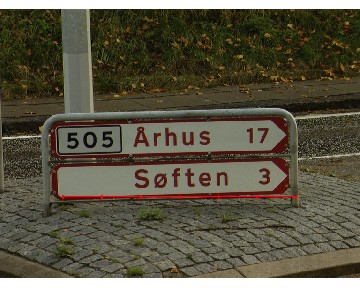 505 Århus 17
Søften 3